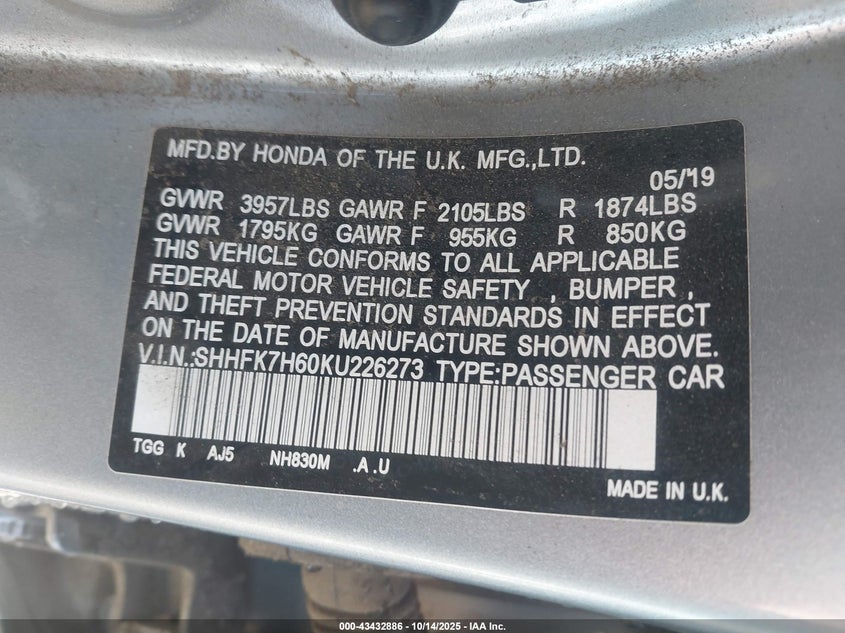 MFD.BY HONDA OF THE U.K. MFG.,LTD.
05/19
GVWR 3957LBS GAWR F 2105LBS R 1874LBS
GVWR 1795KG GAWR F 955KG R 850KG
THIS VEHICLE CONFORMS TO ALL APPLICABLE
FEDERAL MOTOR VEHICLE SAFETY , BUMPER ,
AND THEFT PREVENTION STANDARDS IN EFFECT
ON THE DATE OF MANUFACTURE SHOWN ABOVE.
V.I.N.:SHHFK7H60KU226273 TYPE:PASSENGER CAR
TGG K AJ5 NH830M .A .U
MADE IN U.K.
000-43432886 | 10/14/2025 - IAA Inc.